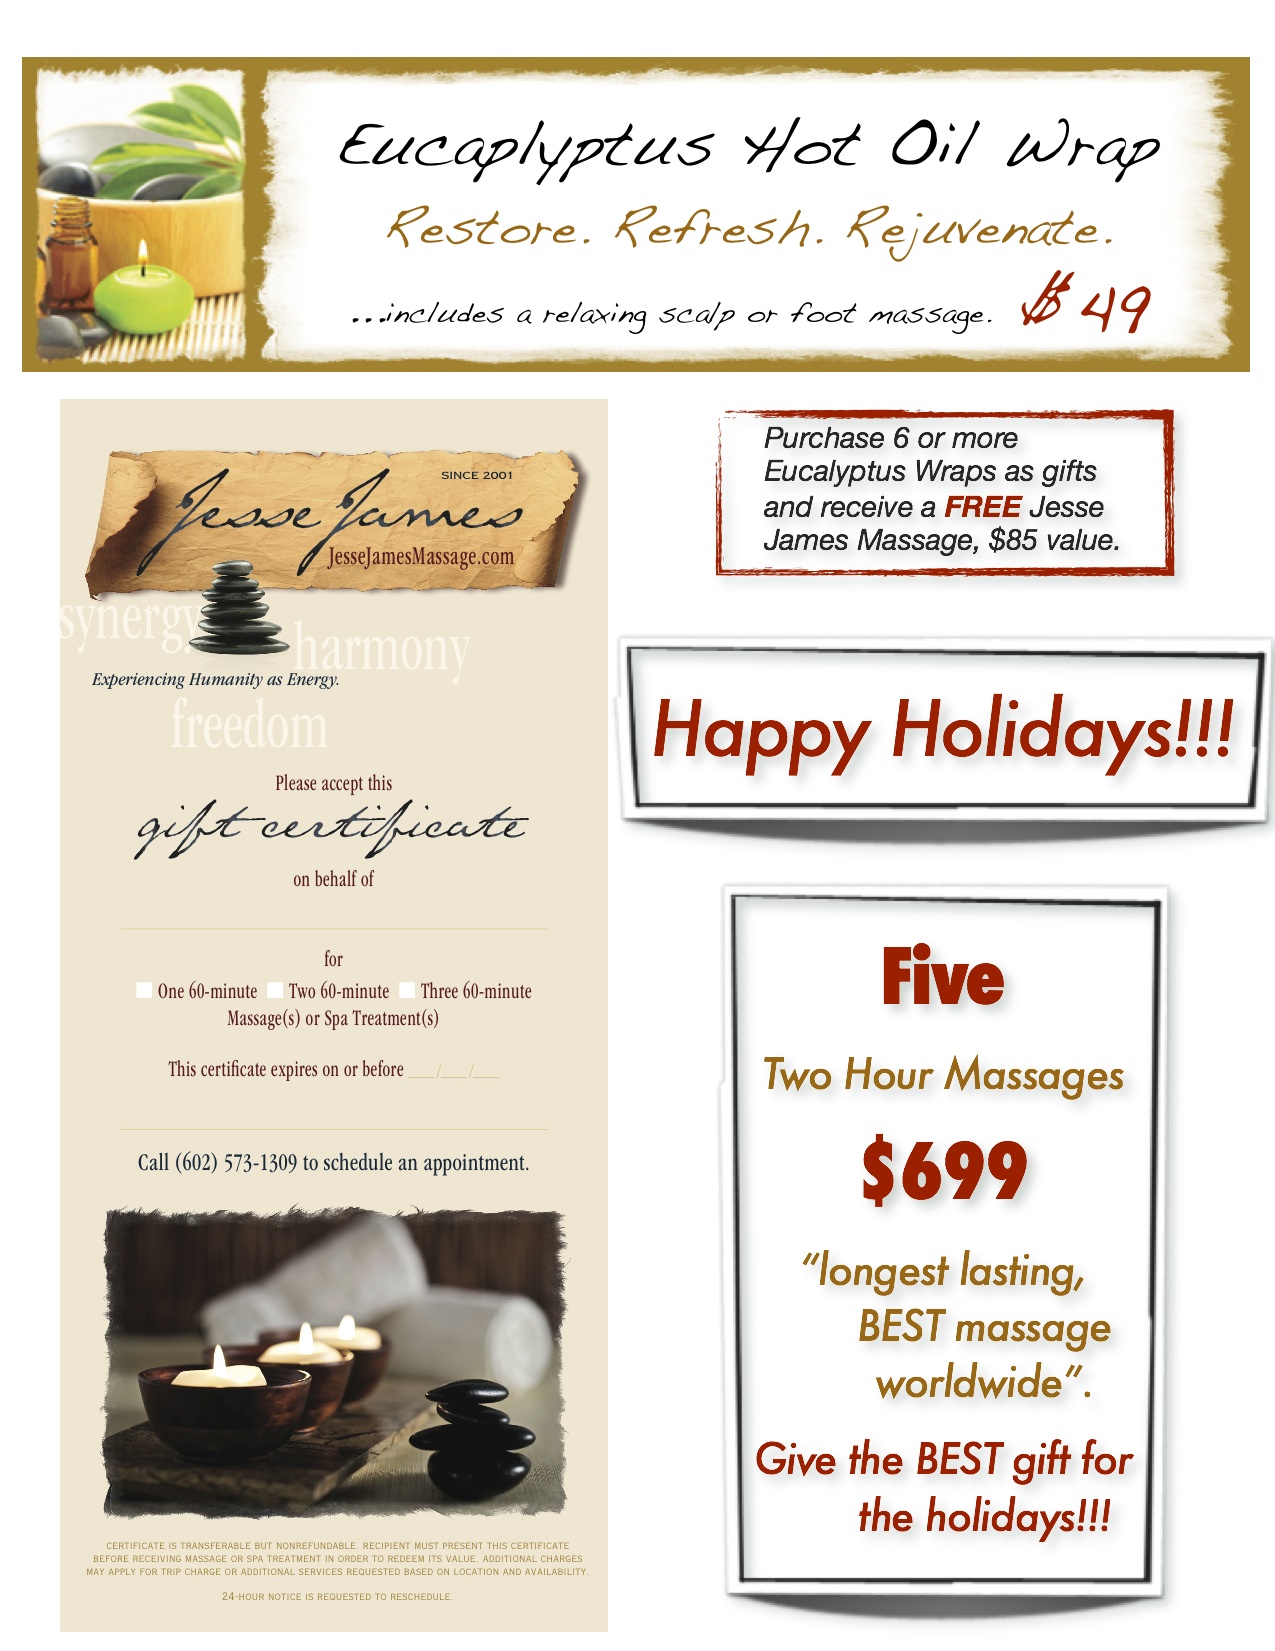 Eucaplyptus Hot Oil Wrap
Restore. Refresh. Rejuvenate.
...includes a relaxing scalp or foot massage. $49
SINCE 2001
Jesse James
JesseJamesMassage.com
synergy
harmony
Experiencing Humanity as Energy.
freedom
Please accept this
gift certificate
on behalf of
for
One 60-minute Two 60-minute Three 60-minute
Massage(s) or Spa Treatment(s)
This certificate expires on or before ___/___/___
Call (602) 573-1309 to schedule an appointment.
CERTIFICATE IS TRANSFERABLE BUT NONREFUNDABLE. RECIPIENT MUST PRESENT THIS CERTIFICATE
BEFORE RECEIVING MASSAGE OR SPA TREATMENT IN ORDER TO REDEEM ITS VALUE. ADDITIONAL CHARGES
MAY APPLY FOR TRIP CHARGE OR ADDITIONAL SERVICES REQUESTED BASED ON LOCATION AND AVAILABILITY.
24-HOUR NOTICE IS REQUESTED TO RESCHEDULE.
Purchase 6 or more
Eucalyptus Wraps as gifts
and receive a FREE Jesse
James Massage, $85 value.
Happy Holidays!!!
Five
Two Hour Massages
$699
“longest lasting,
BEST massage
worldwide”.
Give the BEST gift for
the holidays!!!